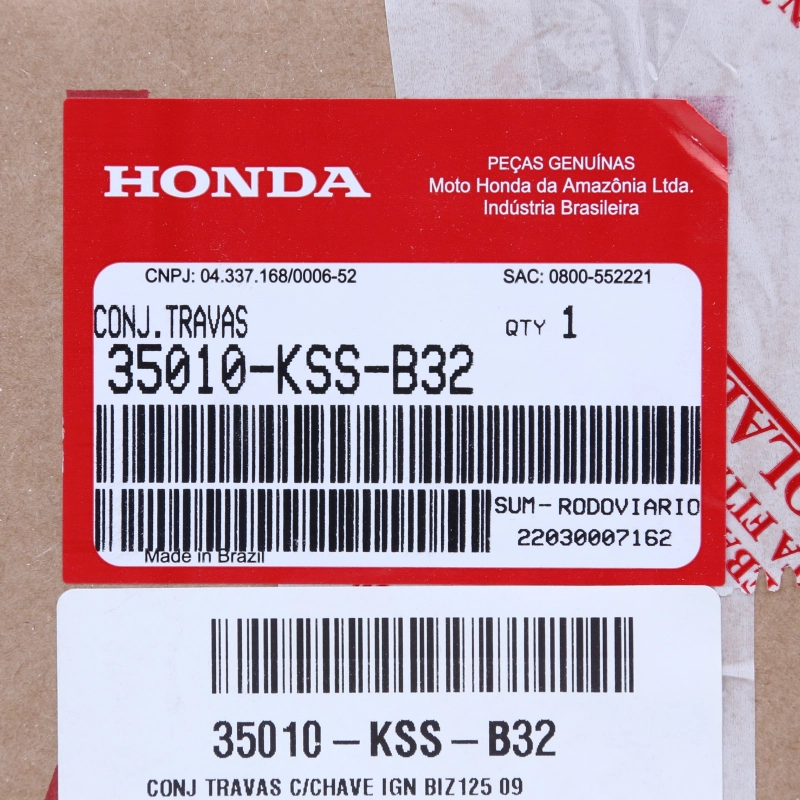 HONDA
PEÇAS GENUÍNAS
Moto Honda da Amazônia Ltda.
Indústria Brasileira
CNPJ: 04.337.168/0006-52
SAC: 0800-552221
CONJ.TRAVAS
QTY 1
35010-KSS-B32
SUM-RODOVIARIO
22030007162
Made in Brazil
35010-KSS-B32
CONJ TRAVAS C/CHAVE IGN BIZ125 09